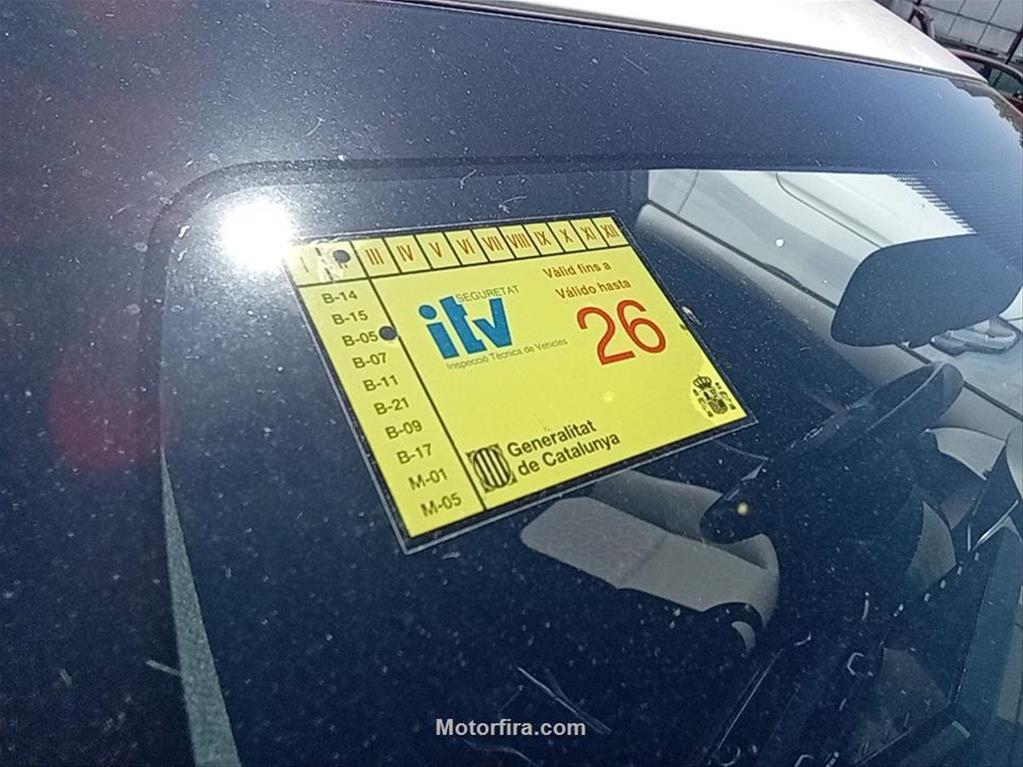 I III IV V VI VII VIII IX X XI XII
Vàlid fins a
Válido hasta
26
SEGURETAT
itv
Inspecció Tècnica de Vehicles
B-14
B-15
B-05
B-07
B-11
B-21
B-09
B-17
M-01
M-05
Generalitat
de Catalunya
Motorfira.com